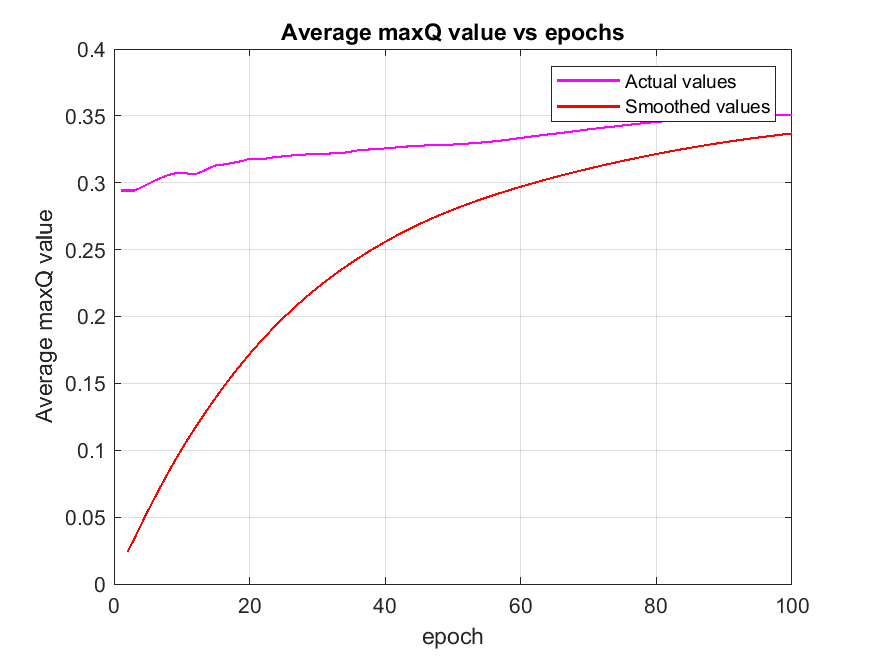 Average maxQ value vs epochs
Actual values
Smoothed values
0.4
0.35
0.3
0.25
0.2
0.15
0.1
0.05
0
Average maxQ value
0 20 40 60 80 100
epoch